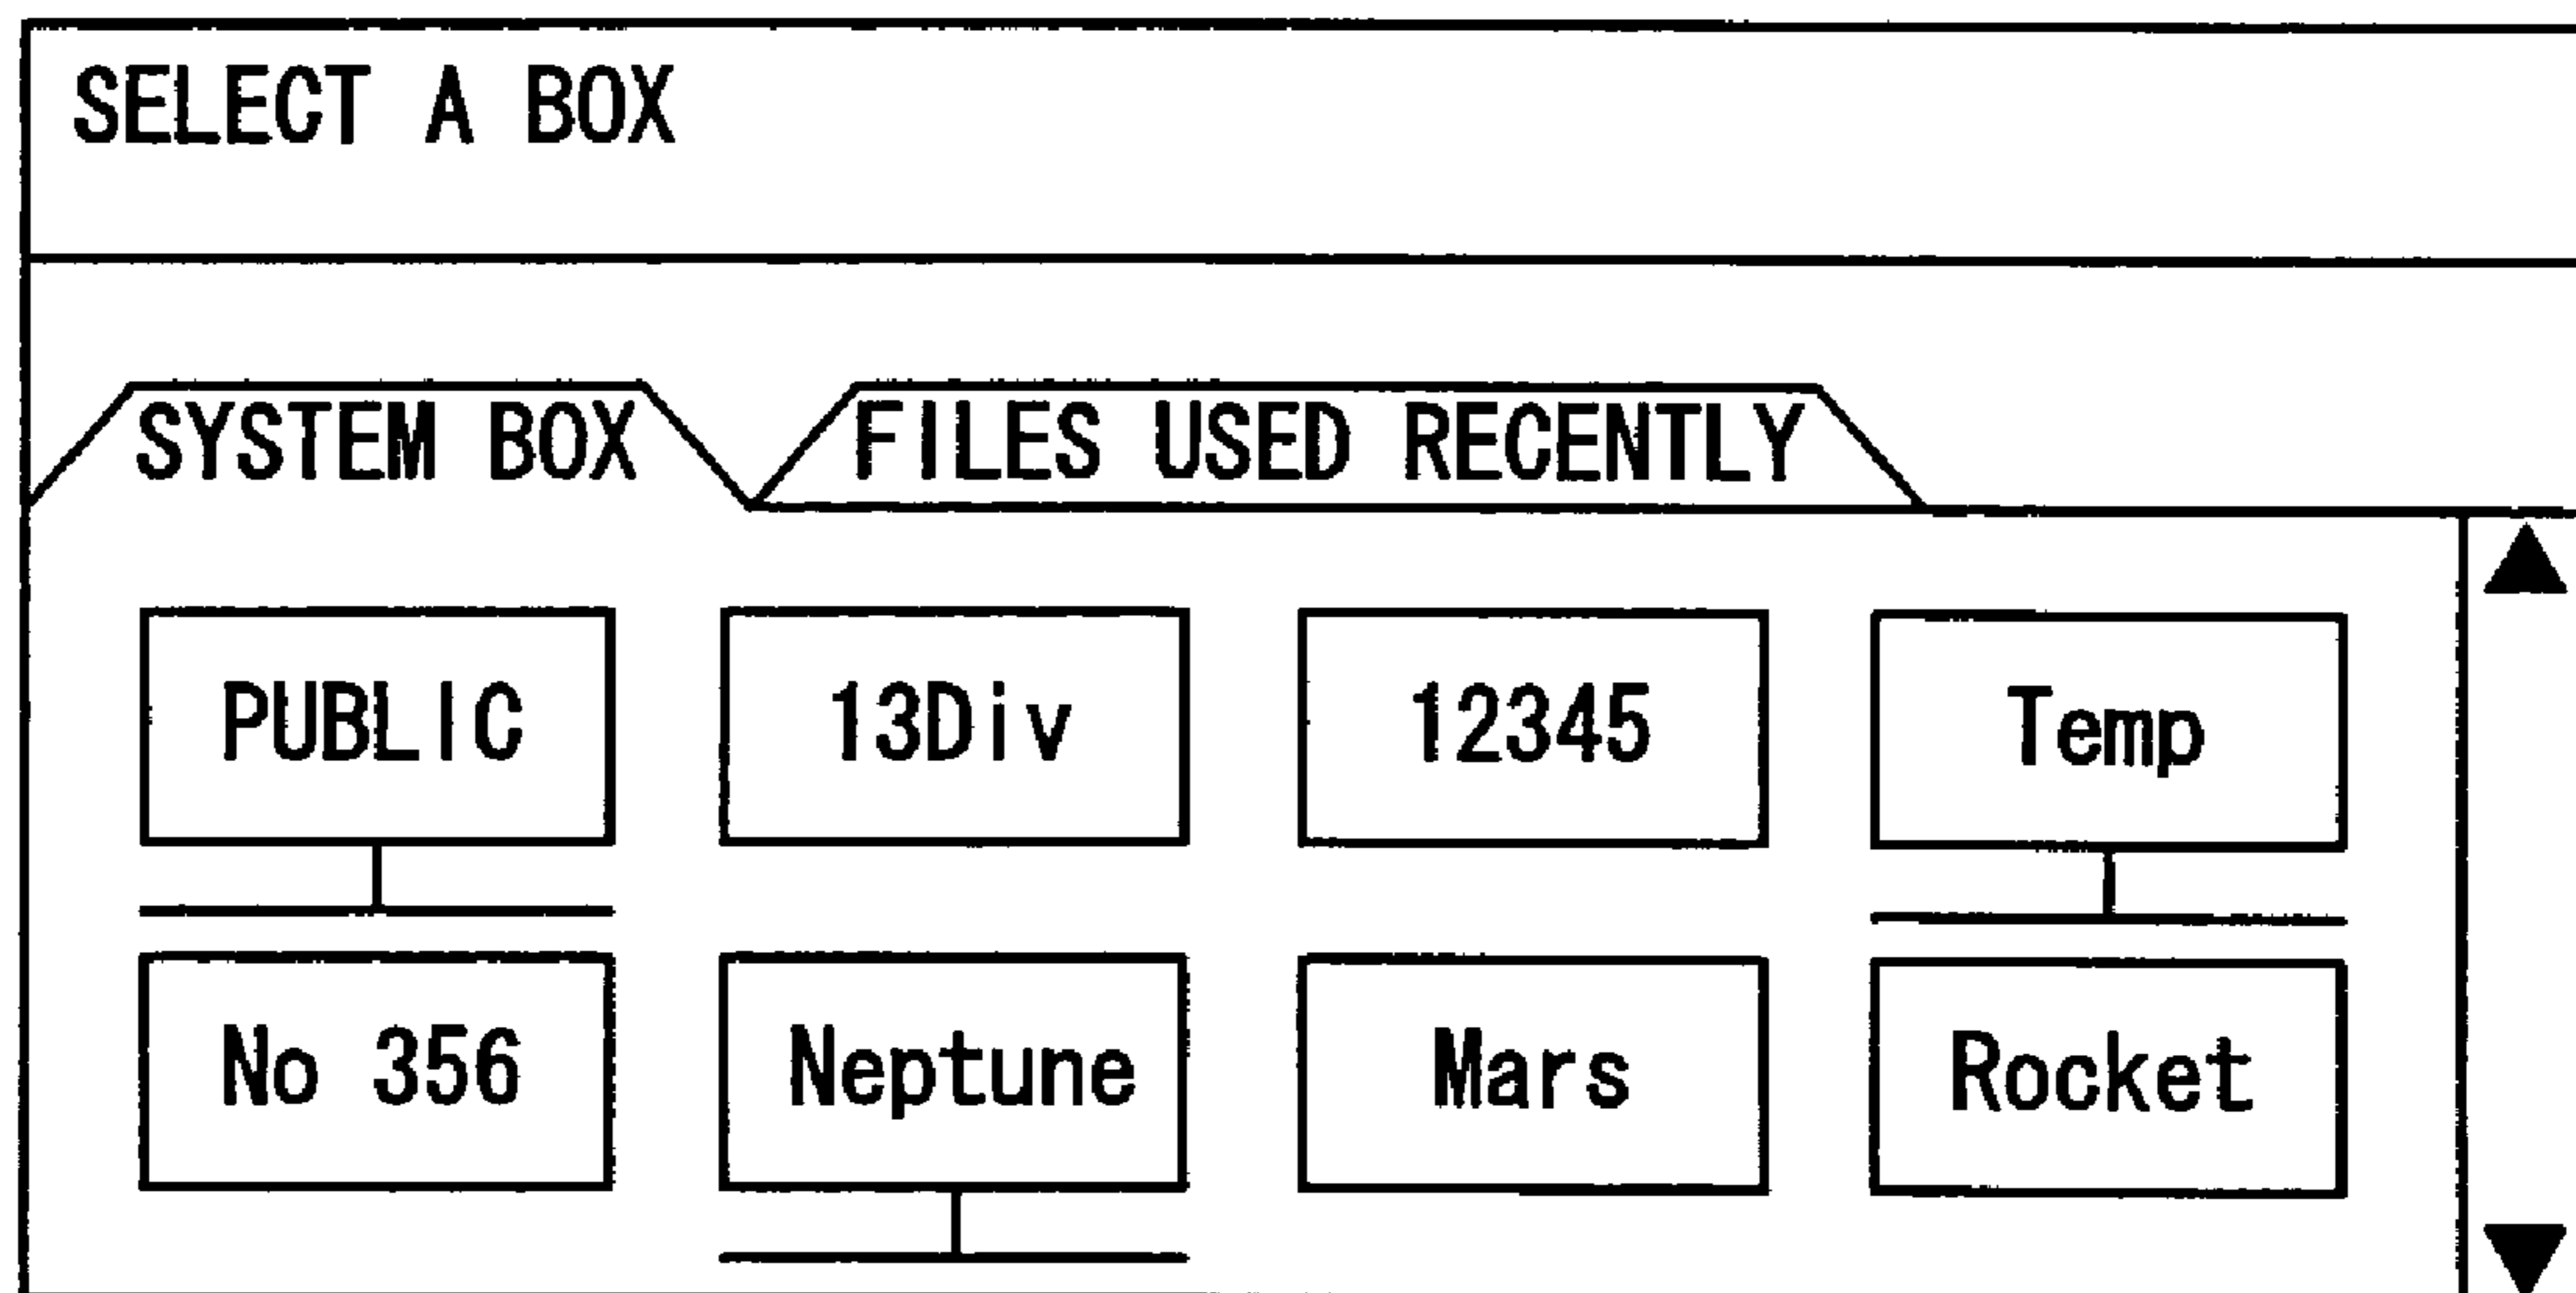 SELECT A BOX
SYSTEM BOX FILES USED RECENTLY
PUBLIC 13Div 12345 Temp
No 356 Neptune Mars Rocket